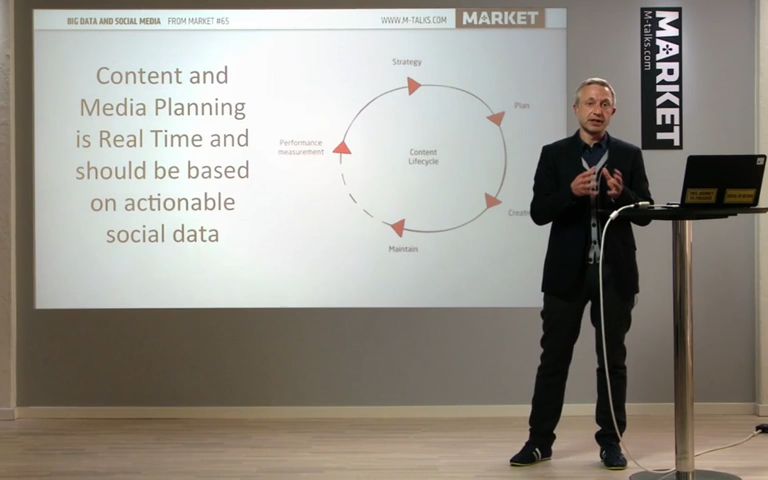 BIG DATA AND SOCIAL MEDIA FROM MARKET #65 WWW.M-TALKS.COM MARKET
Content and
Media Planning
is Real Time and
should be based
on actionable
social data
Strategy
Plan
Performance
measurement
Content
Lifecycle
Maintain
MARKET
M-talks.com